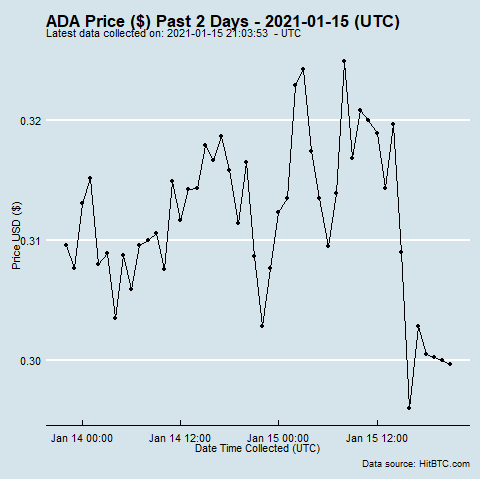 ADA Price ($) Past 2 Days - 2021-01-15 (UTC)
Latest data collected on: 2021-01-15 21:03:53 - UTC
0.32
0.31
0.30
Price USD ($)
Jan 14 00:00 Jan 14 12:00 Jan 15 00:00 Jan 15 12:00
Date Time Collected (UTC)
Data source: HitBTC.com